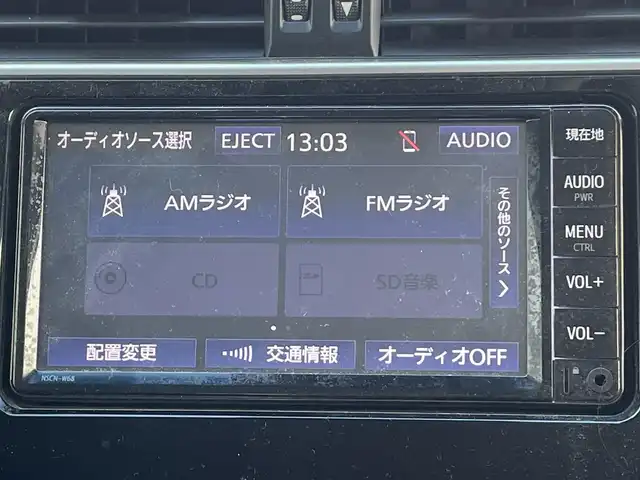 オーディオソース選択 EJECT 13:03 AUDIO
AMラジオ FMラジオ
その他のソース
CD SD音楽
配置変更 交通情報 オーディオOFF
NSCN-W68
現在地
AUDIO
PWR
MENU
CTRL
VOL+
VOL-